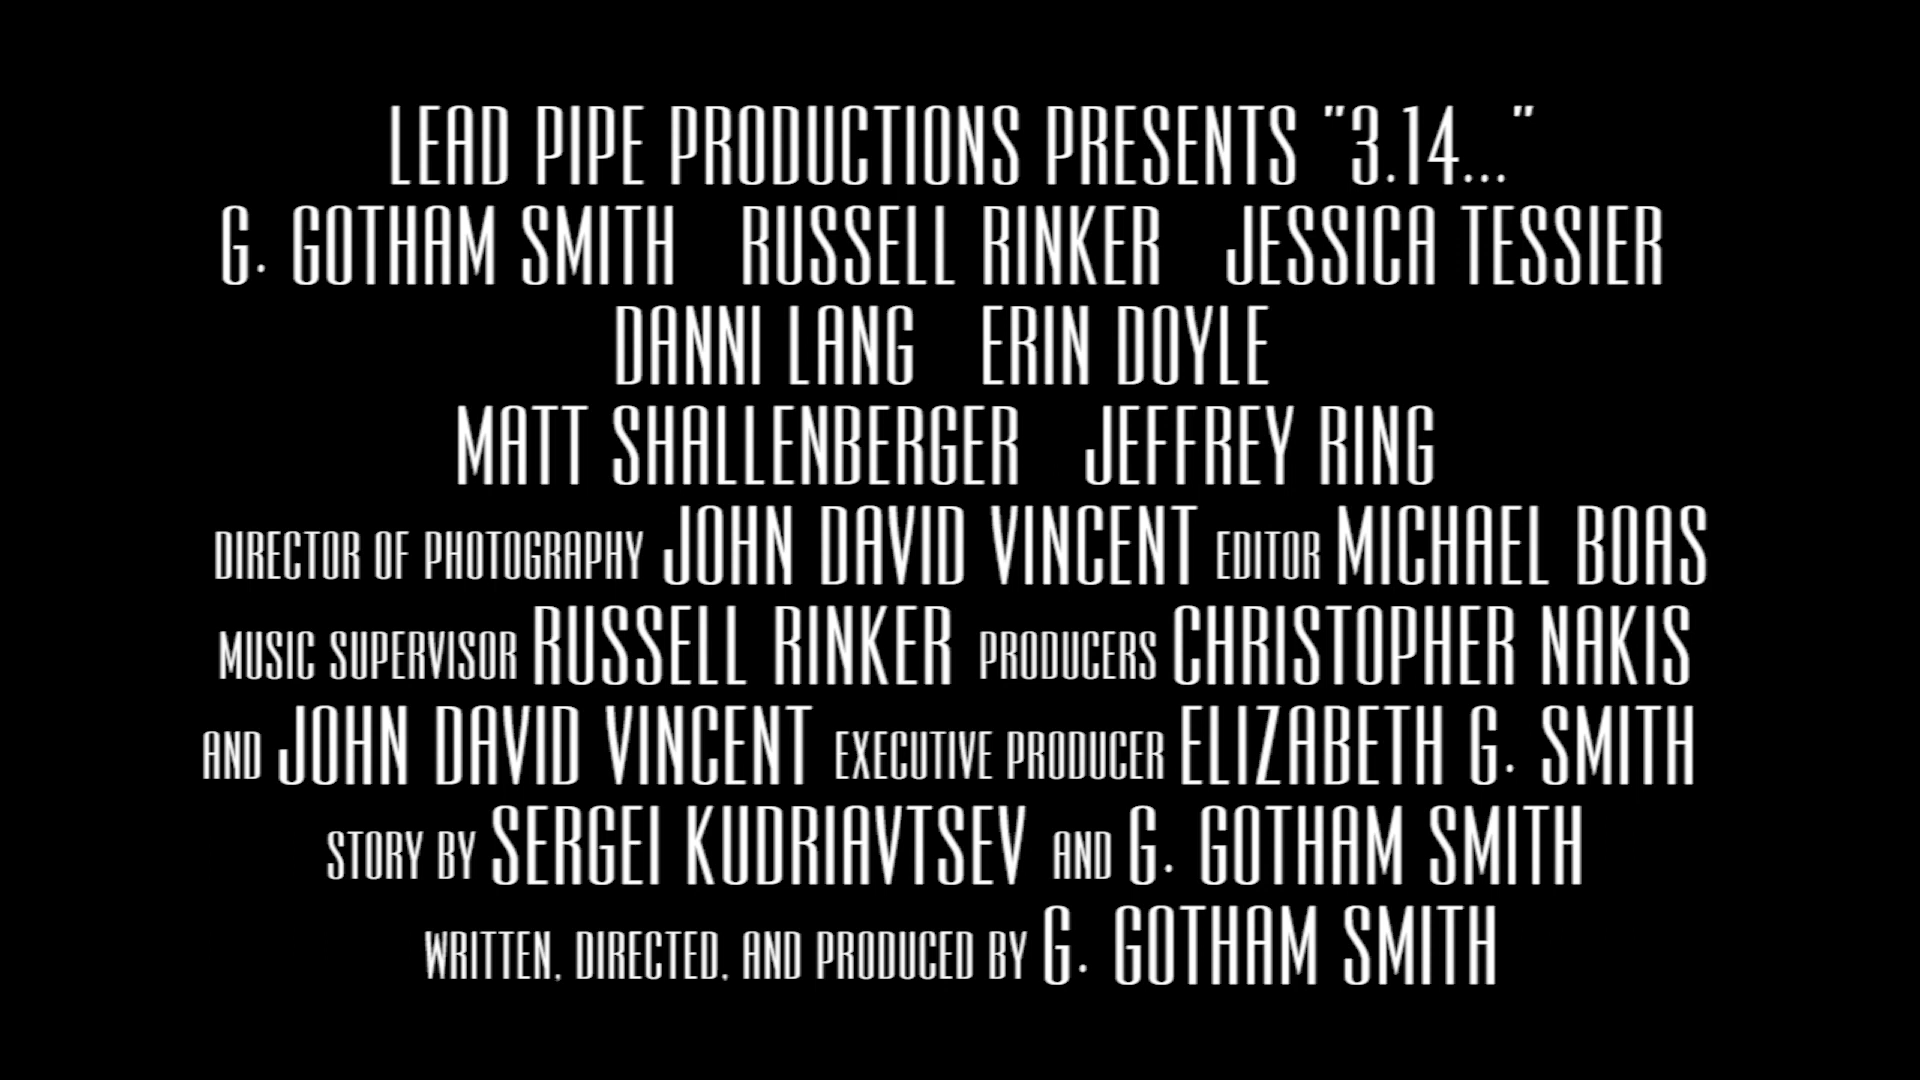 LEAD PIPE PRODUCTIONS PRESENTS "3.14..."
G. GOTHAM SMITH RUSSELL RINKER JESSICA TESSIER
DANNI LANG ERIN DOYLE
MATT SHALLENBERGER JEFFREY RING
DIRECTOR OF PHOTOGRAPHY JOHN DAVID VINCENT EDITOR MICHAEL BOAS
MUSIC SUPERVISOR RUSSELL RINKER PRODUCERS CHRISTOPHER NAKIS
AND JOHN DAVID VINCENT EXECUTIVE PRODUCER ELIZABETH G. SMITH
STORY BY SERGEI KUDRIAVTSEV AND G. GOTHAM SMITH
WRITTEN, DIRECTED, AND PRODUCED BY G. GOTHAM SMITH